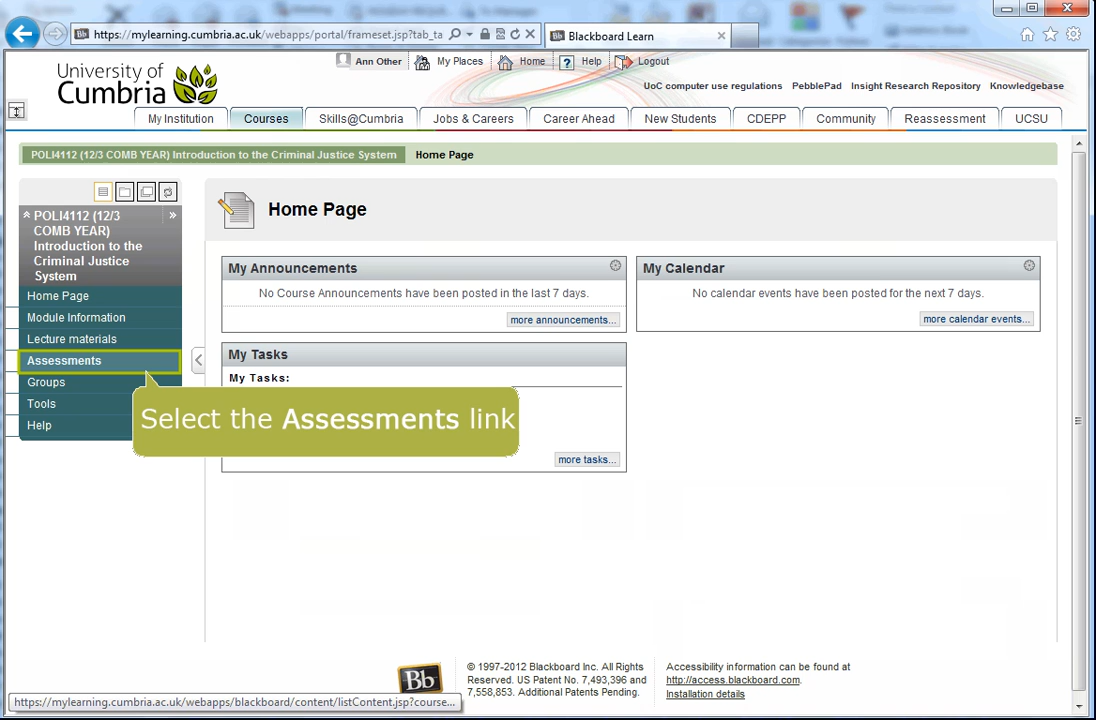 https://mylearning.cumbria.ac.uk/webapps/portal/frameset.jsp?tab_ta
Bb Blackboard Learn
University of
Cumbria
Ann Other My Places Home ? Help Logout
UoC computer use regulations PebblePad Insight Research Repository Knowledgebase
My Institution Courses Skills@Cumbria Jobs & Careers Career Ahead New Students CDEPP Community Reassessment UCSU
POLI4112 (12/3 COMB YEAR) Introduction to the Criminal Justice System Home Page
POLI4112 (12/3
COMB YEAR)
Introduction to the
Criminal Justice
System
Home Page
Module Information
Lecture materials
Assessments
Groups
Tools
Help
Home Page
My Announcements
No Course Announcements have been posted in the last 7 days.
more announcements...
My Calendar
No calendar events have been posted for the next 7 days.
more calendar events...
My Tasks
My Tasks:
Select the Assessments link
more tasks...
Bb
© 1997-2012 Blackboard Inc. All Rights
Reserved. US Patent No. 7,493,396 and
7,558,853. Additional Patents Pending.
Accessibility information can be found at
http://access.blackboard.com.
Installation details
https://mylearning.cumbria.ac.uk/webapps/blackboard/content/listContent.jsp?course...